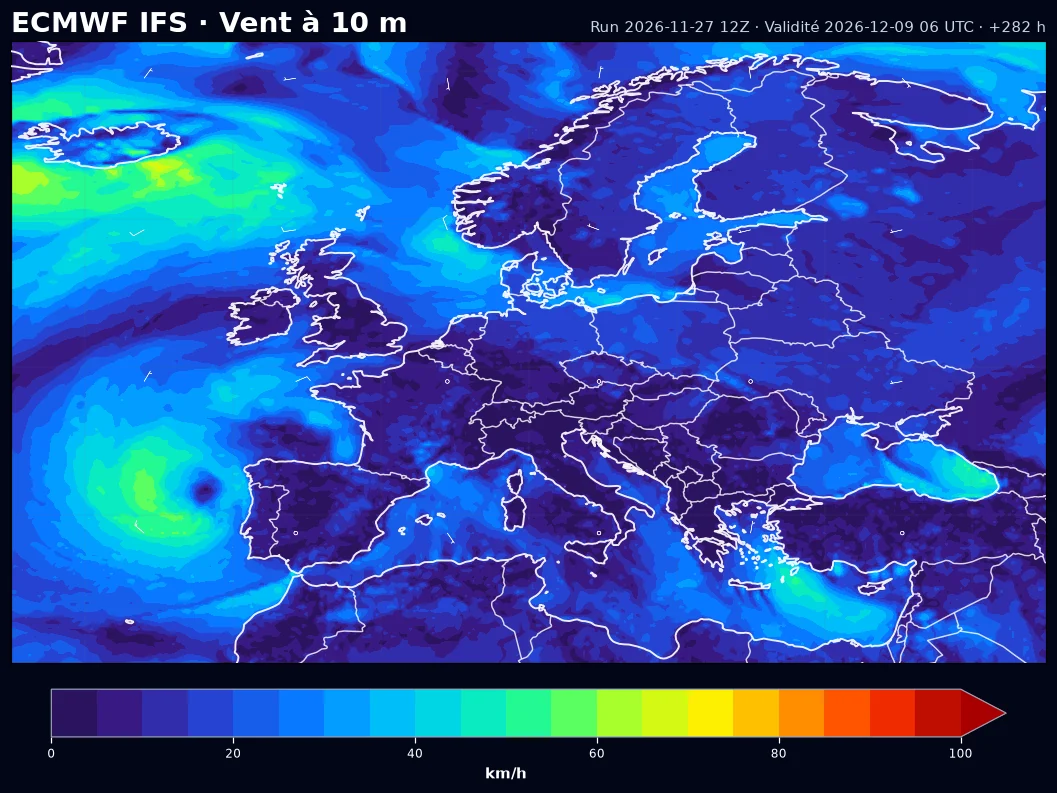 ECMWF IFS · Vent à 10 m
Run 2026-11-27 12Z · Validité 2026-12-09 06 UTC · +282 h
0 20 40 60 80 100
km/h